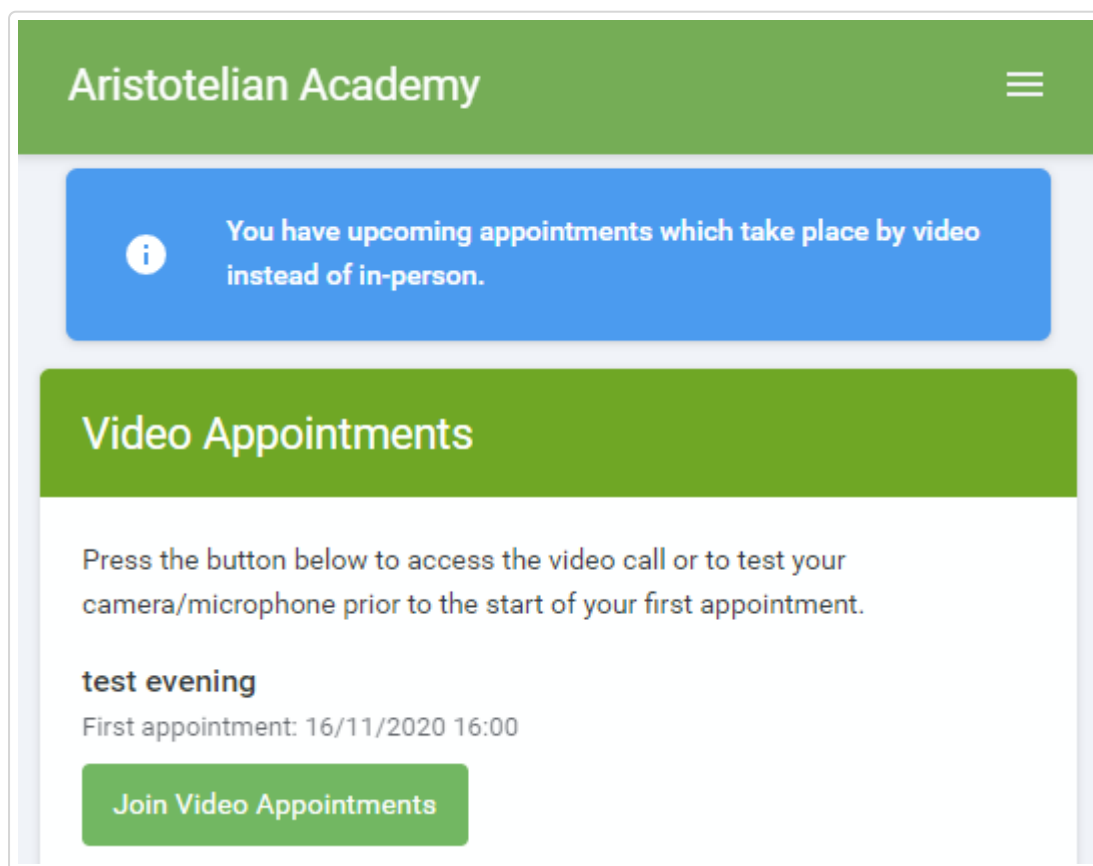 Aristotelian Academy
You have upcoming appointments which take place by video
instead of in-person.
Video Appointments
Press the button below to access the video call or to test your
camera/microphone prior to the start of your first appointment.
test evening
First appointment: 16/11/2020 16:00
Join Video Appointments